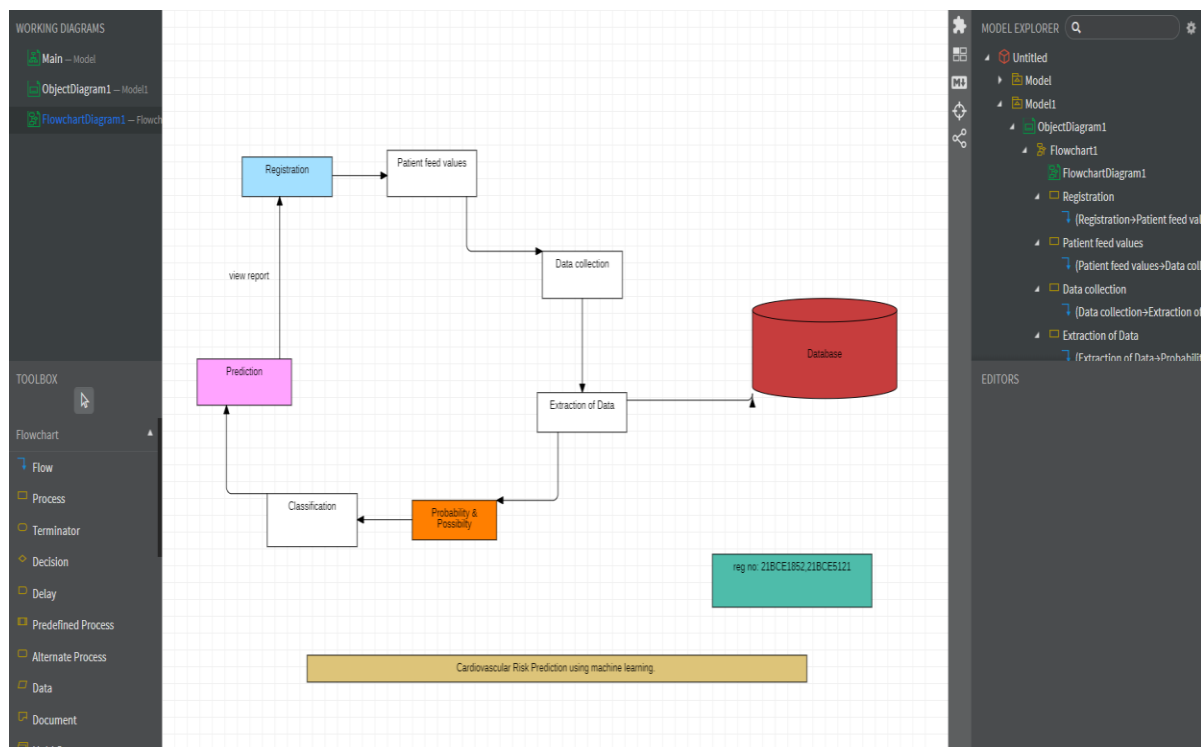 WORKING DIAGRAMS
Main — Model
ObjectDiagram1 — Model1
FlowchartDiagram1 — Flowch
TOOLBOX
Flowchart
Flow
Process
Terminator
Decision
Delay
Predefined Process
Alternate Process
Data
Document
Registration
Patient feed values
Data collection
view report
Database
Prediction
Extraction of Data
Classification
Probability &
Possibilty
reg no: 21BCE1852,21BCE5121
Cardiovascular Risk Prediction using machine learning.
M
MODEL EXPLORER
Untitled
Model
Model1
ObjectDiagram1
Flowchart1
FlowchartDiagram1
Registration
(Registration→Patient feed val
Patient feed values
(Patient feed values→Data coll
Data collection
(Data collection→Extraction of
Extraction of Data
(Extraction of Data→Probabilit
EDITORS